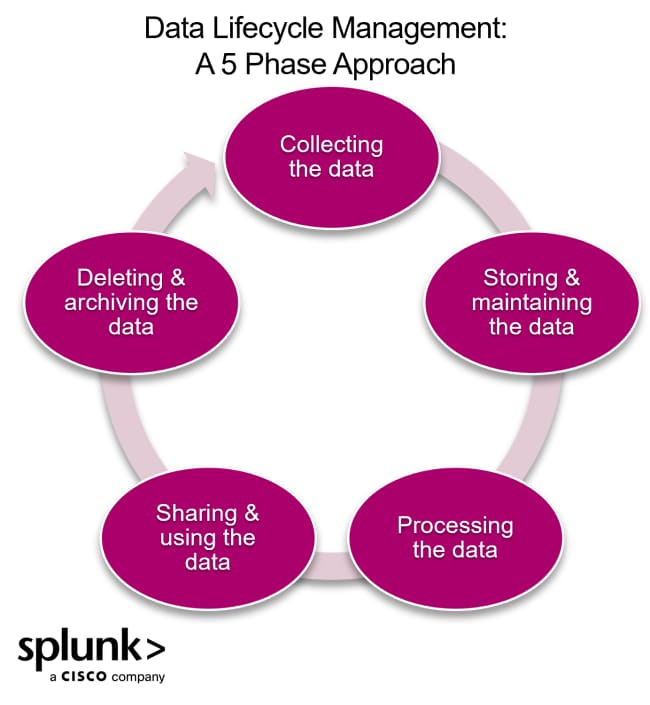 Data Lifecycle Management:
A 5 Phase Approach
Collecting
the data
Storing &
maintaining
the data
Processing
the data
Sharing &
using the
data
Deleting &
archiving the
data
splunk>
a CISCO company